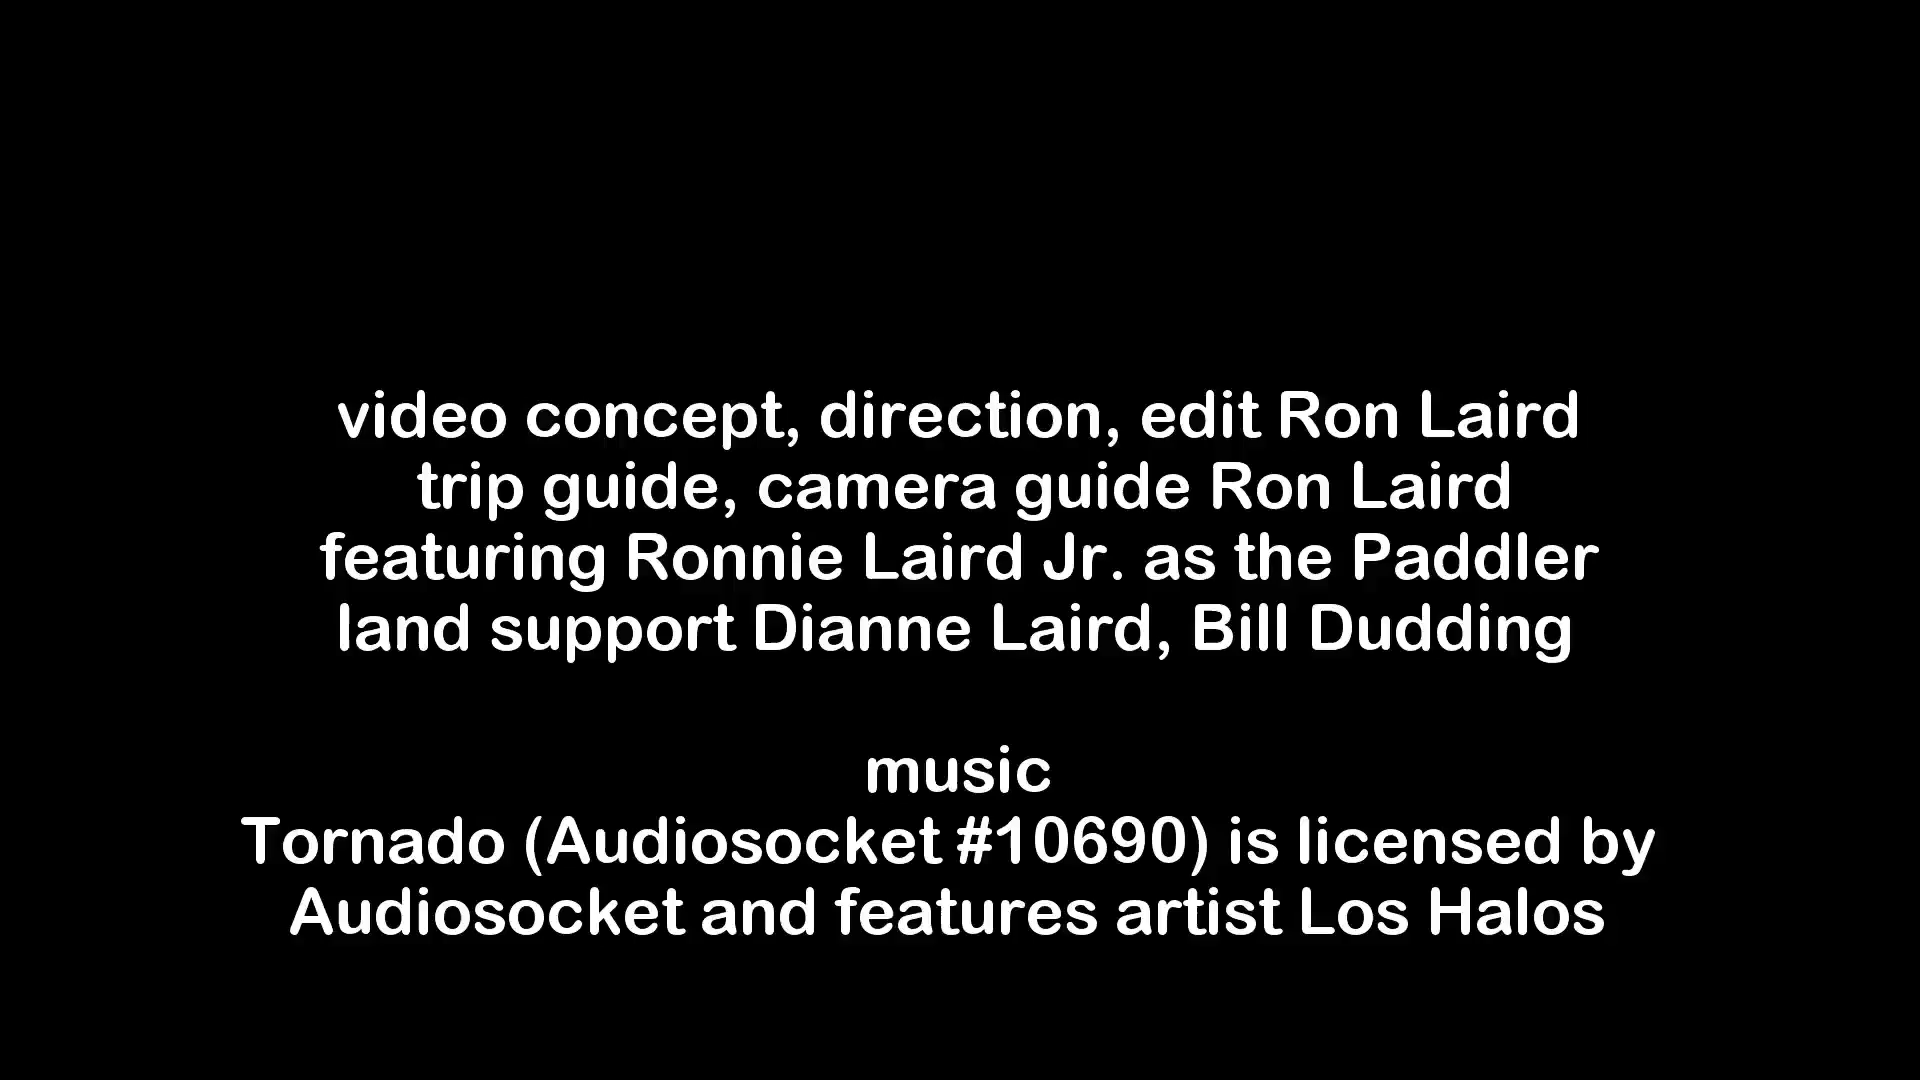 video concept, direction, edit Ron Laird
trip guide, camera guide Ron Laird
featuring Ronnie Laird Jr. as the Paddler
land support Dianne Laird, Bill Dudding
music
Tornado (Audiosocket #10690) is licensed by
Audiosocket and features artist Los Halos